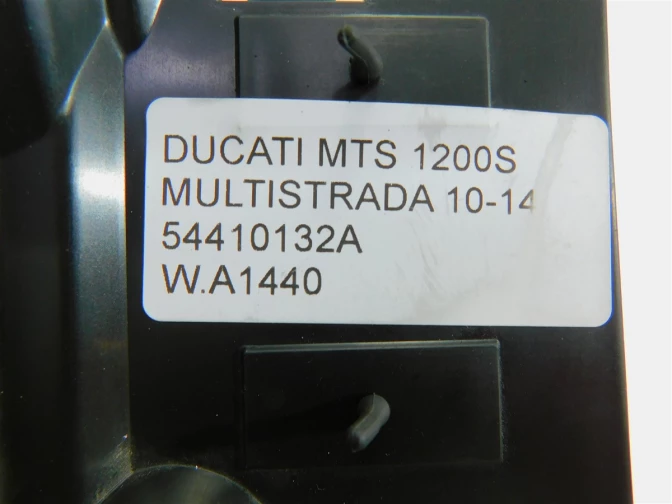 DUCATI MTS 1200S
MULTISTRADA 10-14
54410132A
W.A1440